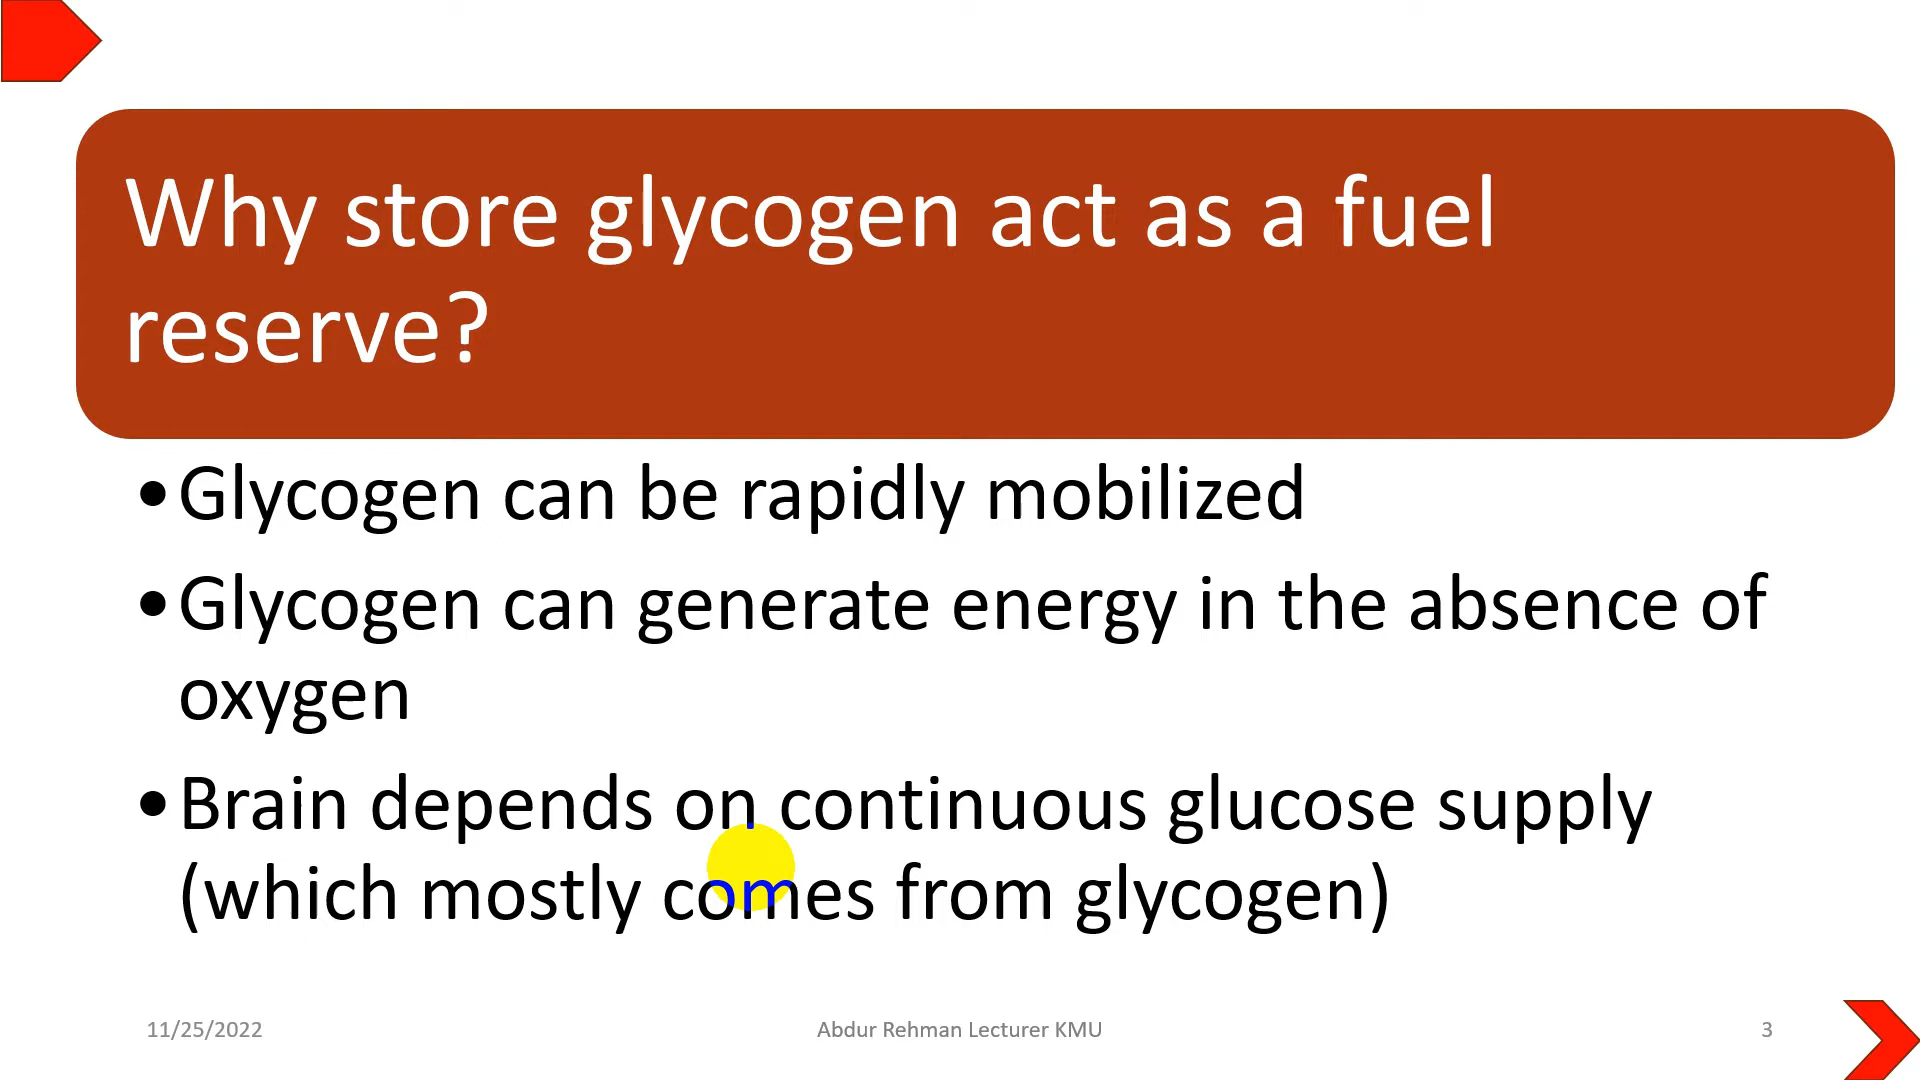 Why store glycogen act as a fuel
reserve?
•Glycogen can be rapidly mobilized
•Glycogen can generate energy in the absence of
oxygen
•Brain depends on continuous glucose supply
(which mostly comes from glycogen)
11/25/2022
Abdur Rehman Lecturer KMU
3